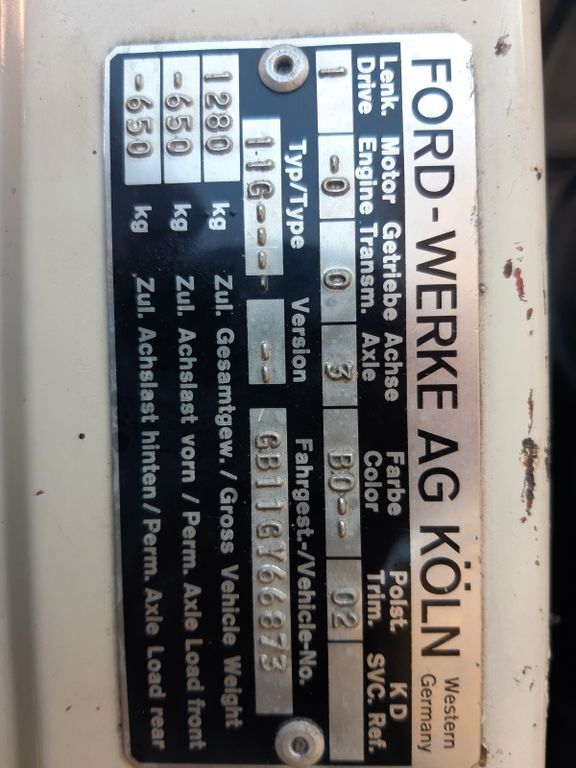 FORD-WERKE AG KÖLN Western Germany
Lenk. Motor Getriebe Achse Farbe Polst. KD
Drive Engine Transm. Axle Color Trim. SVC. Ref.
1 -0 0 3 B0-- 02
Typ/Type Version Fahrgest.-/Vehicle-No.
11G---- -- GB11GY66873
1280 kg Zul. Gesamtgew. / Gross Vehicle Weight
-650 kg Zul. Achslast vorn / Perm. Axle Load front
-650 kg Zul. Achslast hinten / Perm. Axle Load rear